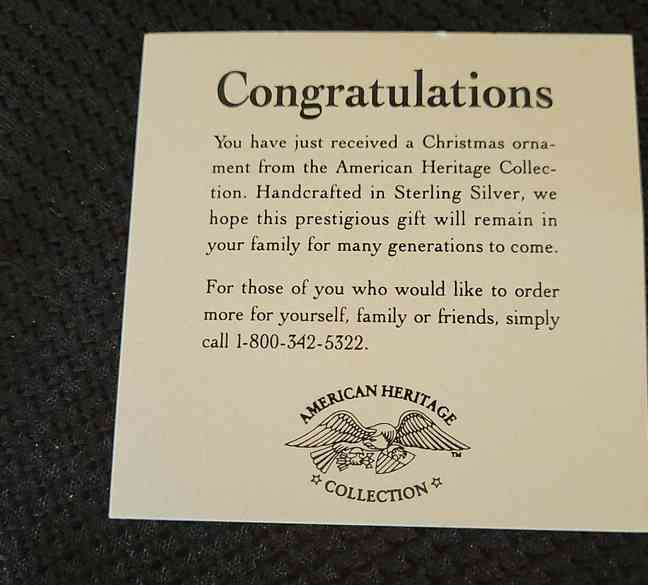 Congratulations
You have just received a Christmas orna-
ment from the American Heritage Collec-
tion. Handcrafted in Sterling Silver, we
hope this prestigious gift will remain in
your family for many generations to come.
For those of you who would like to order
more for yourself, family or friends, simply
call 1-800-342-5322.
AMERICAN HERITAGE
TM
☆ COLLECTION ☆